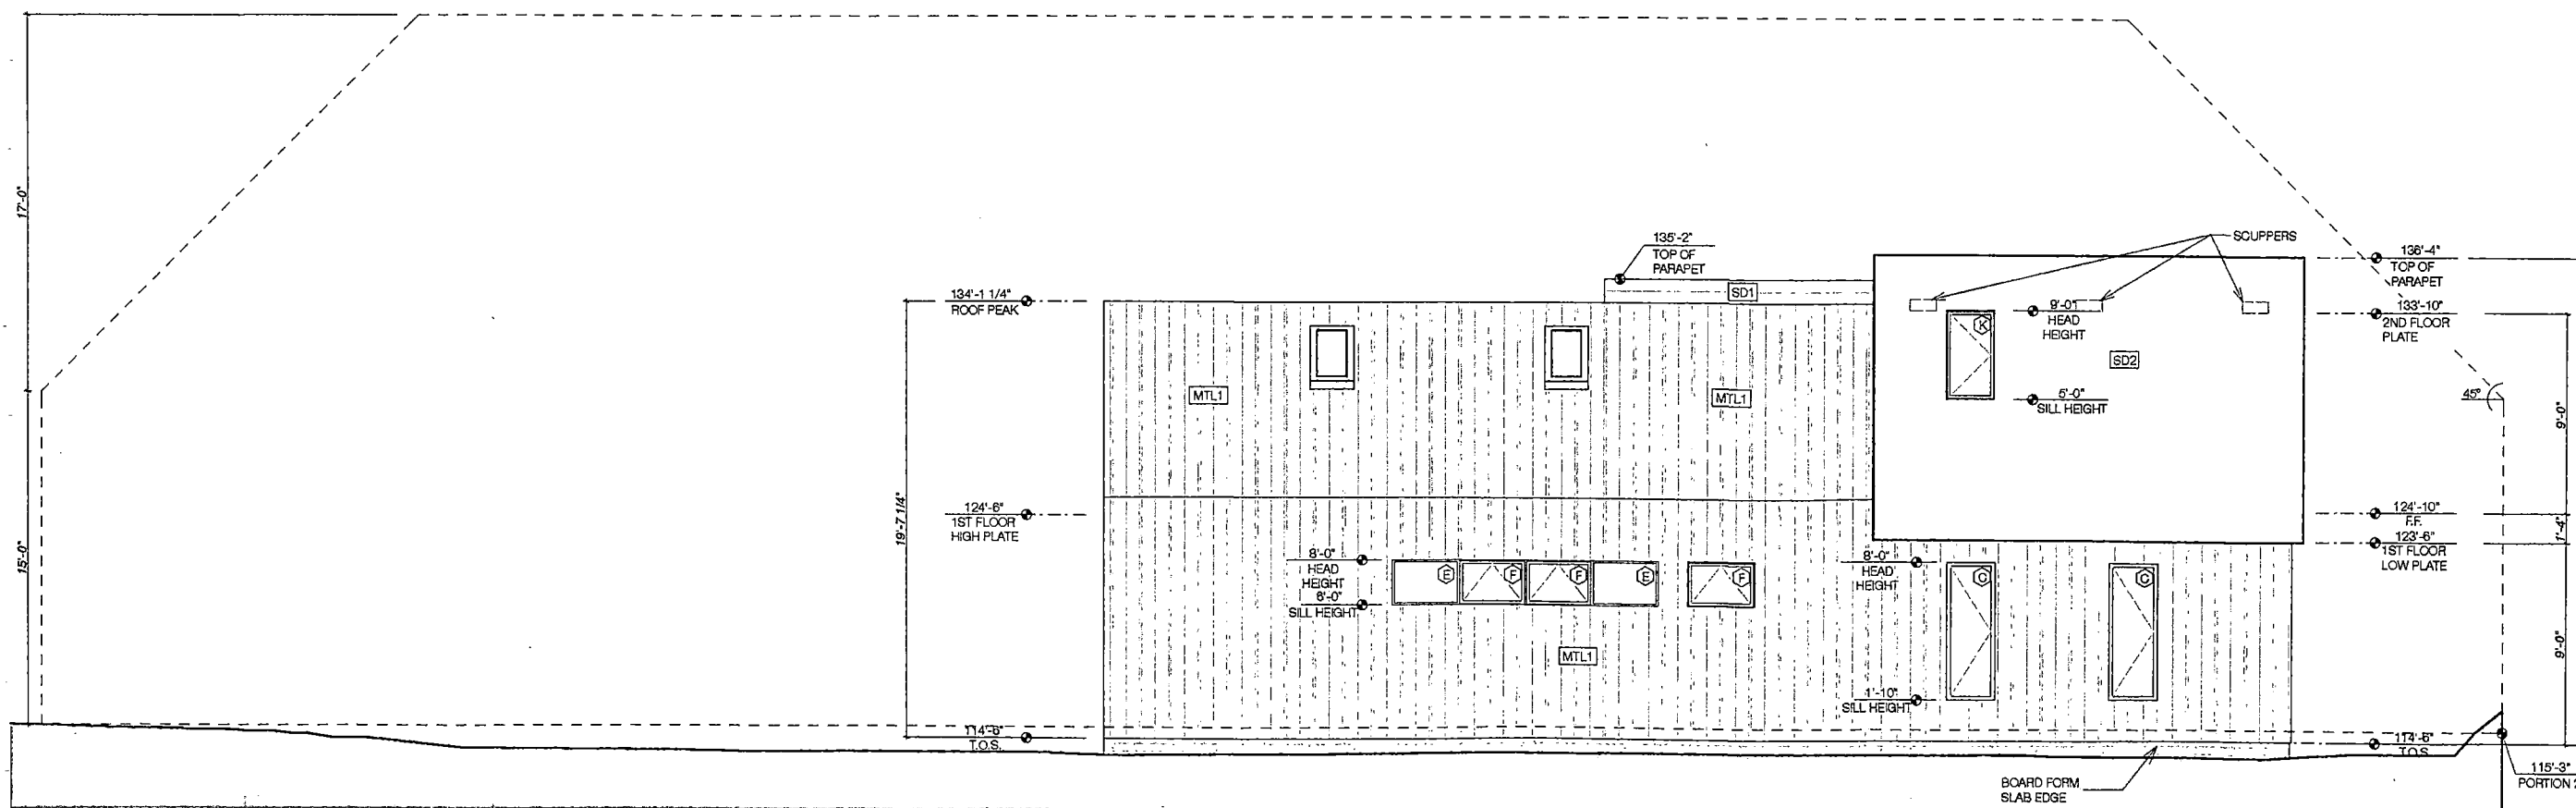 17'-0"
15'-0"
134'-1 1/4"
ROOF PEAK
19'-7 1/4"
124'-6"
1ST FLOOR
HIGH PLATE
114'-6"
T.O.S.
135'-2"
TOP OF
PARAPET
SD1
MTL1
MTL1
MTL1
8'-0"
HEAD
HEIGHT
6'-0"
SILL HEIGHT
E
F
F
E
F
8'-0"
HEAD
HEIGHT
1'-10"
SILL HEIGHT
C
C
SCUPPERS
9'-0"
HEAD
HEIGHT
K
SD2
5'-0"
SILL HEIGHT
136'-4"
TOP OF
PARAPET
133'-10"
2ND FLOOR
PLATE
45°
9'-0"
124'-10"
F.F.
1'-4"
123'-6"
1ST FLOOR
LOW PLATE
9'-0"
114'-6"
T.O.S.
115'-3"
PORTION
BOARD FORM
SLAB EDGE